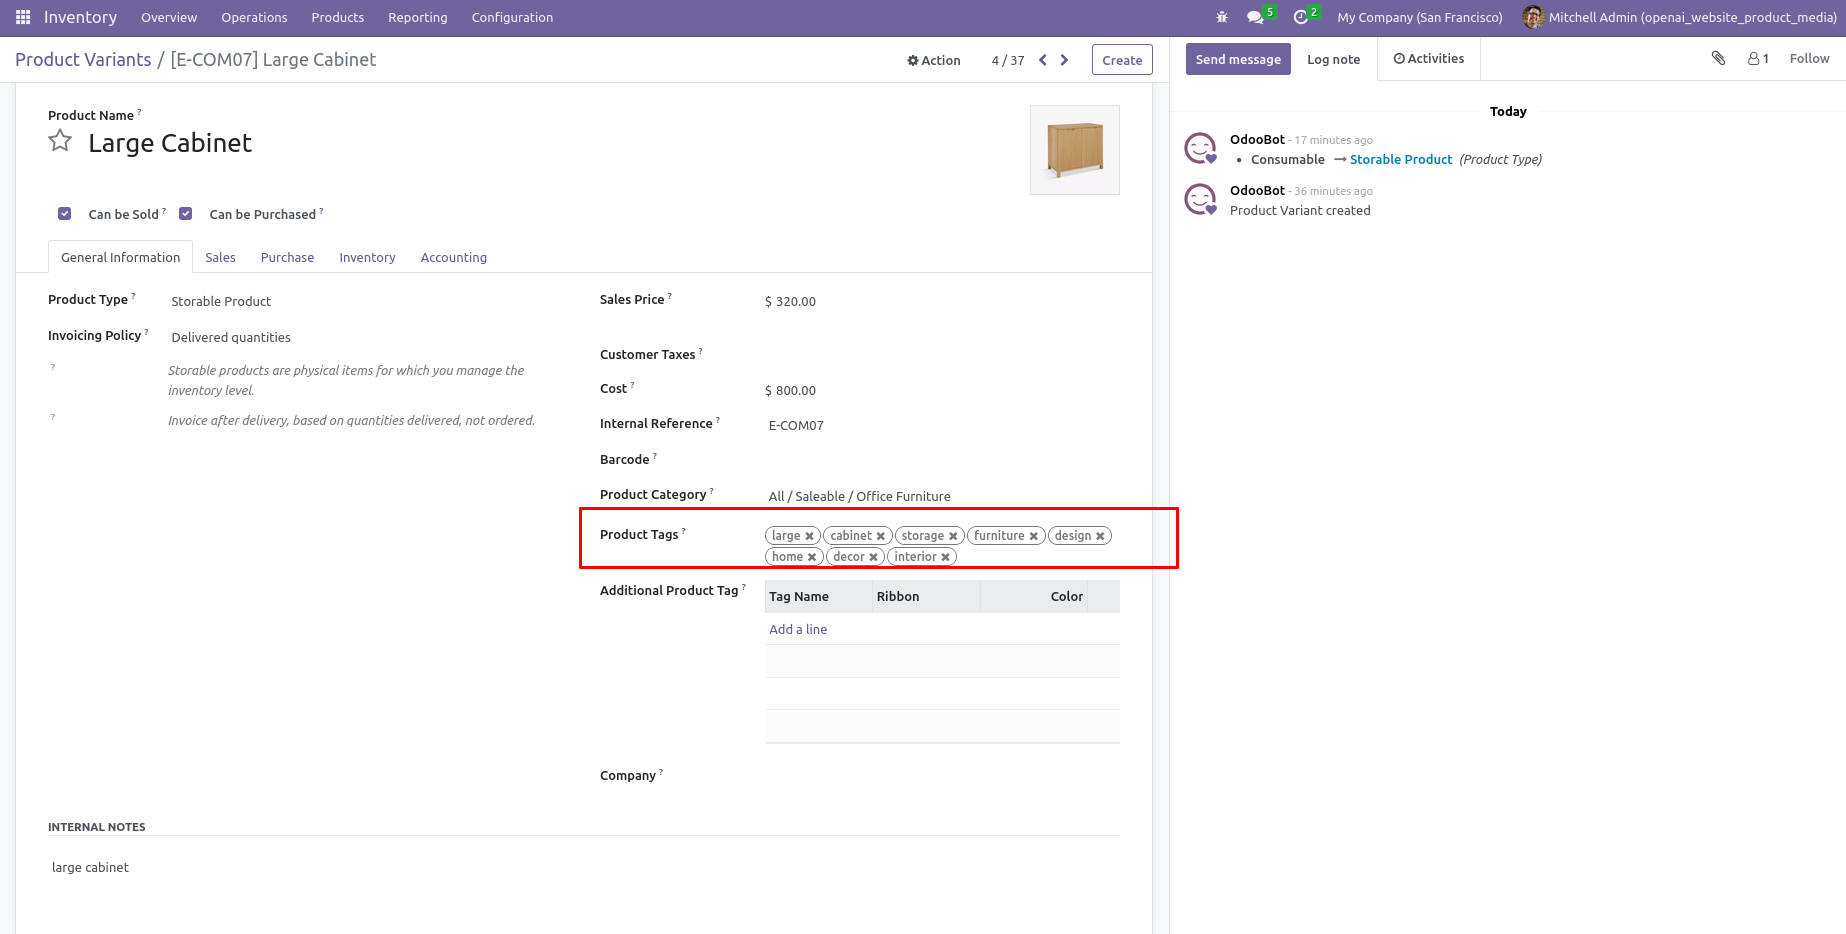 Inventory Overview Operations Products Reporting Configuration 5 2 My Company (San Francisco) Mitchell Admin (openai_website_product_media)
Product Variants / [E-COM07] Large Cabinet Action 4 / 37 Create Send message Log note Activities 1 Follow
Product Name ?
Large Cabinet
Can be Sold ? Can be Purchased ?
General Information Sales Purchase Inventory Accounting
Product Type ? Storable Product
Invoicing Policy ? Delivered quantities
? Storable products are physical items for which you manage the
inventory level.
? Invoice after delivery, based on quantities delivered, not ordered.
Sales Price ? $ 320.00
Customer Taxes ?
Cost ? $ 800.00
Internal Reference ? E-COM07
Barcode ?
Product Category ? All / Saleable / Office Furniture
Product Tags ? large ✖ cabinet ✖ storage ✖ furniture ✖ design ✖
home ✖ decor ✖ interior ✖
Additional Product Tag ? Tag Name Ribbon Color
Add a line
Company ?
INTERNAL NOTES
large cabinet
Today
OdooBot - 17 minutes ago
• Consumable → Storable Product (Product Type)
OdooBot - 36 minutes ago
Product Variant created